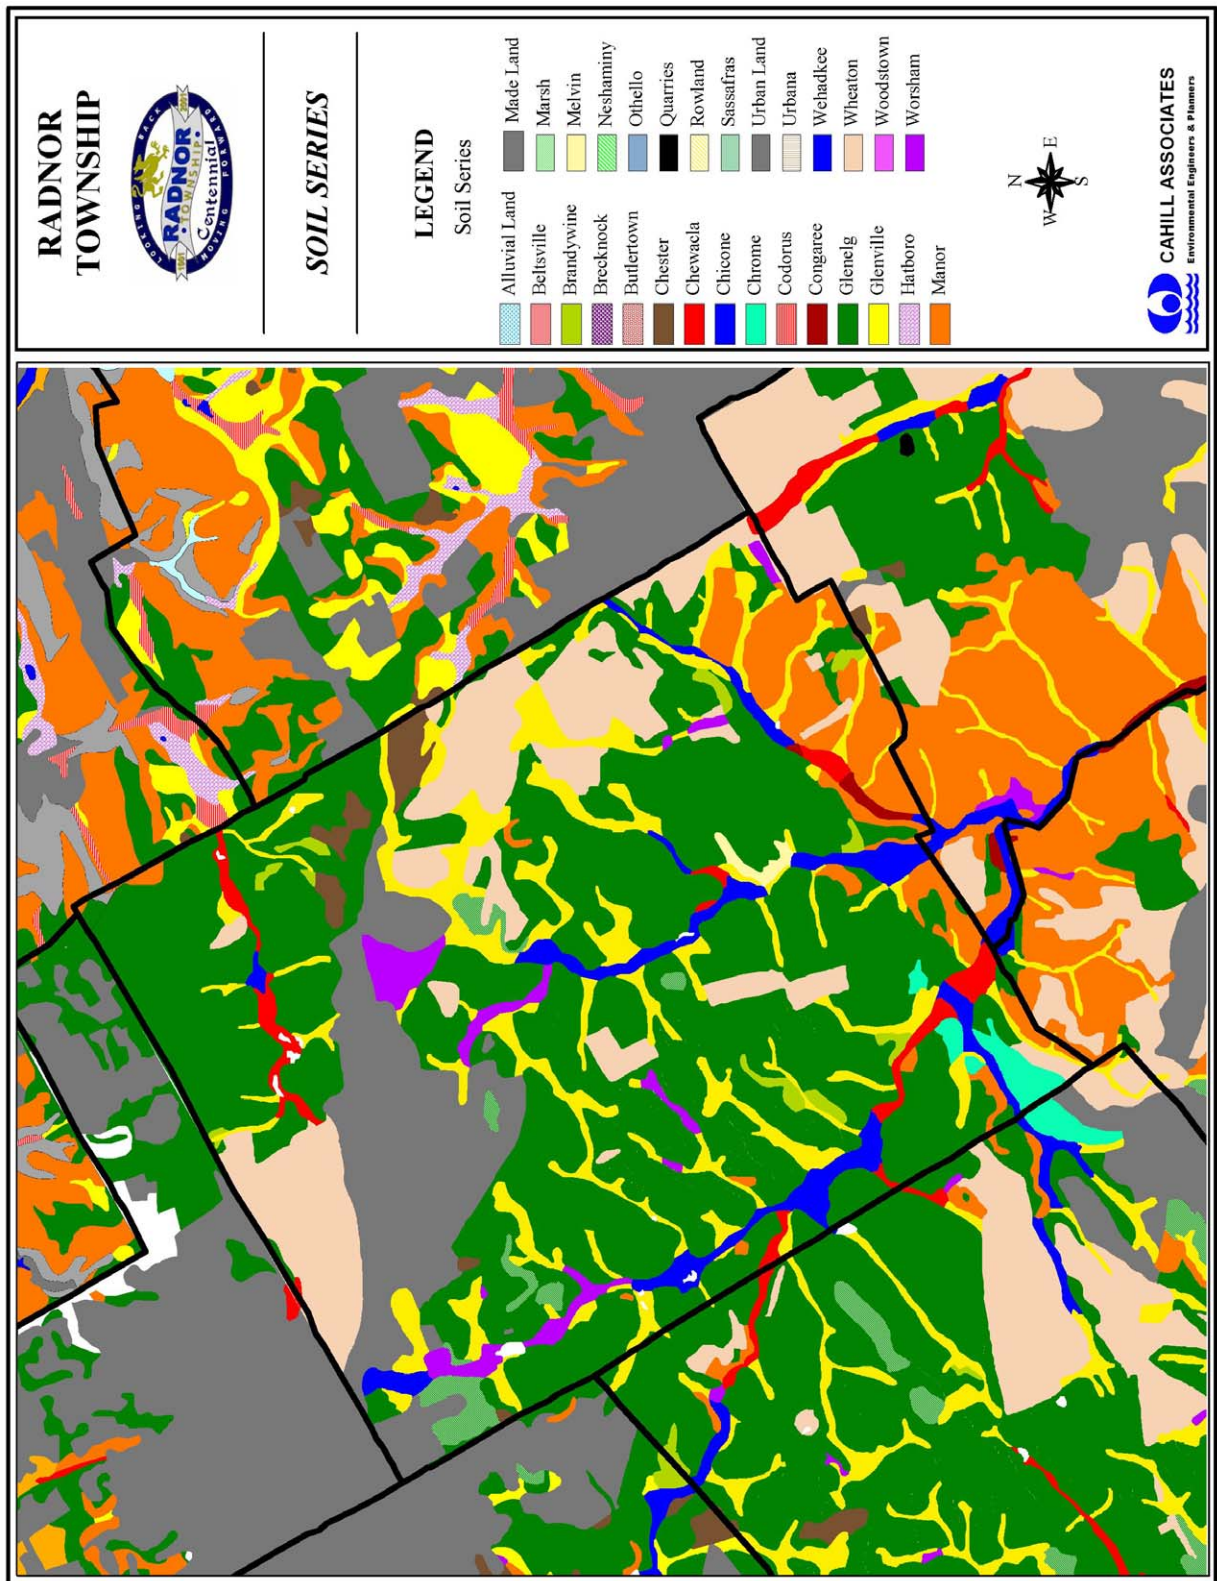 RADNOR
TOWNSHIP
LOOKING BACK
1901
RADNOR
TOWNSHIP
2001
Centennial
MOVING FORWARD
SOIL SERIES
LEGEND
Soil Series
Alluvial Land
Beltsville
Brandywine
Brecknock
Butlertown
Chester
Chewacla
Chicone
Chrome
Codorus
Congaree
Glenelg
Glenville
Hatboro
Manor
Made Land
Marsh
Melvin
Neshaminy
Othello
Quarries
Rowland
Sassafras
Urban Land
Urbana
Wehadkee
Wheaton
Woodstown
Worsham
N
W E
S
CAHILL ASSOCIATES
Environmental Engineers & Planners